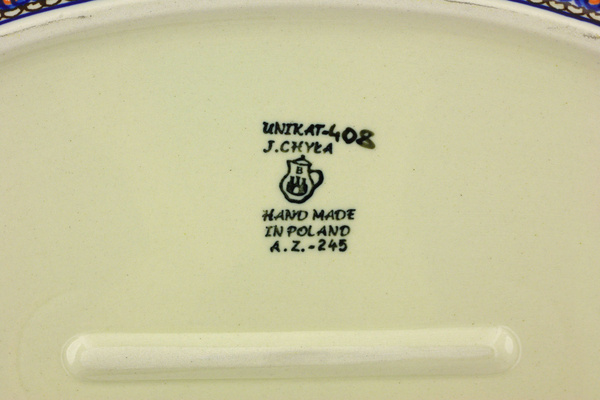 UNIKAT-408
J.CHYŁA
B
HAND MADE
IN POLAND
A.Z.-245